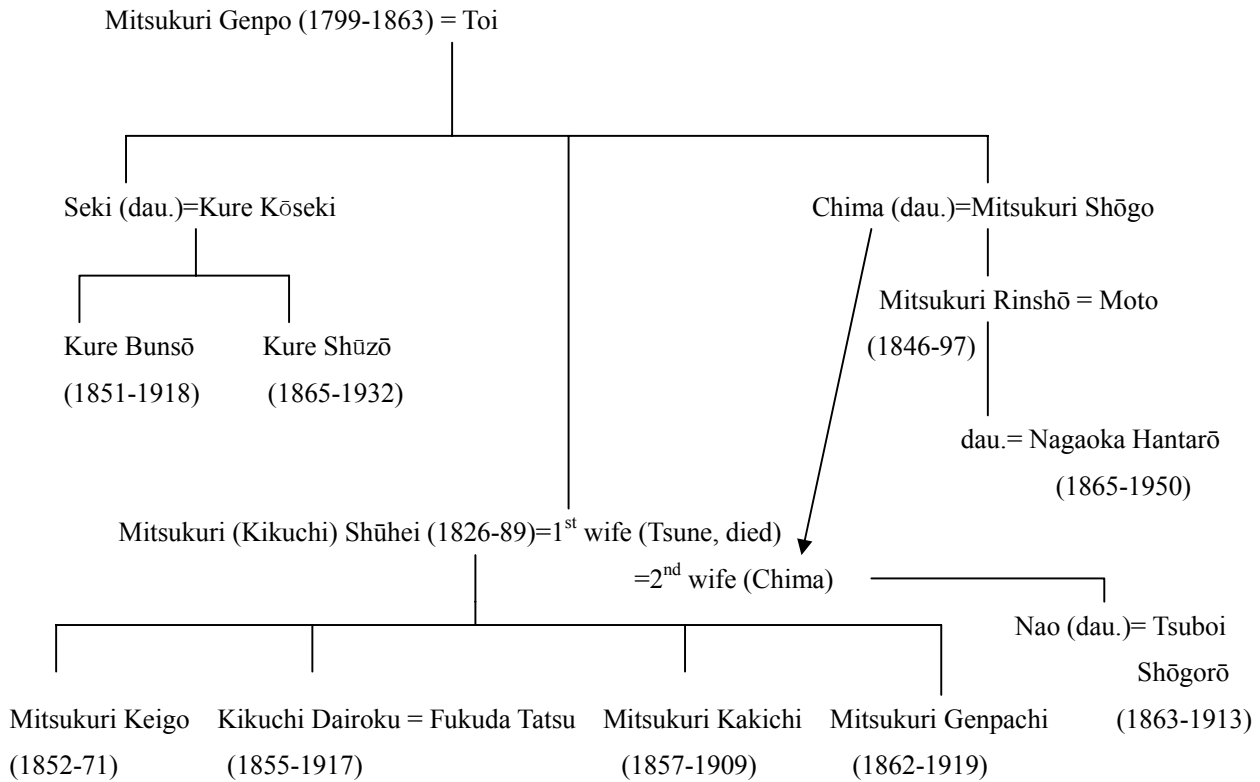 Mitsukuri Genpo (1799-1863) = Toi
Seki (dau.)=Kure Kōseki
Chima (dau.)=Mitsukuri Shōgo
Mitsukuri Rinshō = Moto
(1846-97)
Kure Bunsō
Kure Shūzō
(1851-1918)
(1865-1932)
dau.= Nagaoka Hantarō
(1865-1950)
Mitsukuri (Kikuchi) Shūhei (1826-89)=1st wife (Tsune, died)
=2nd wife (Chima)
Nao (dau.)= Tsuboi
Shōgorō
(1863-1913)
Mitsukuri Keigo
Kikuchi Dairoku = Fukuda Tatsu
Mitsukuri Kakichi
Mitsukuri Genpachi
(1852-71)
(1855-1917)
(1857-1909)
(1862-1919)